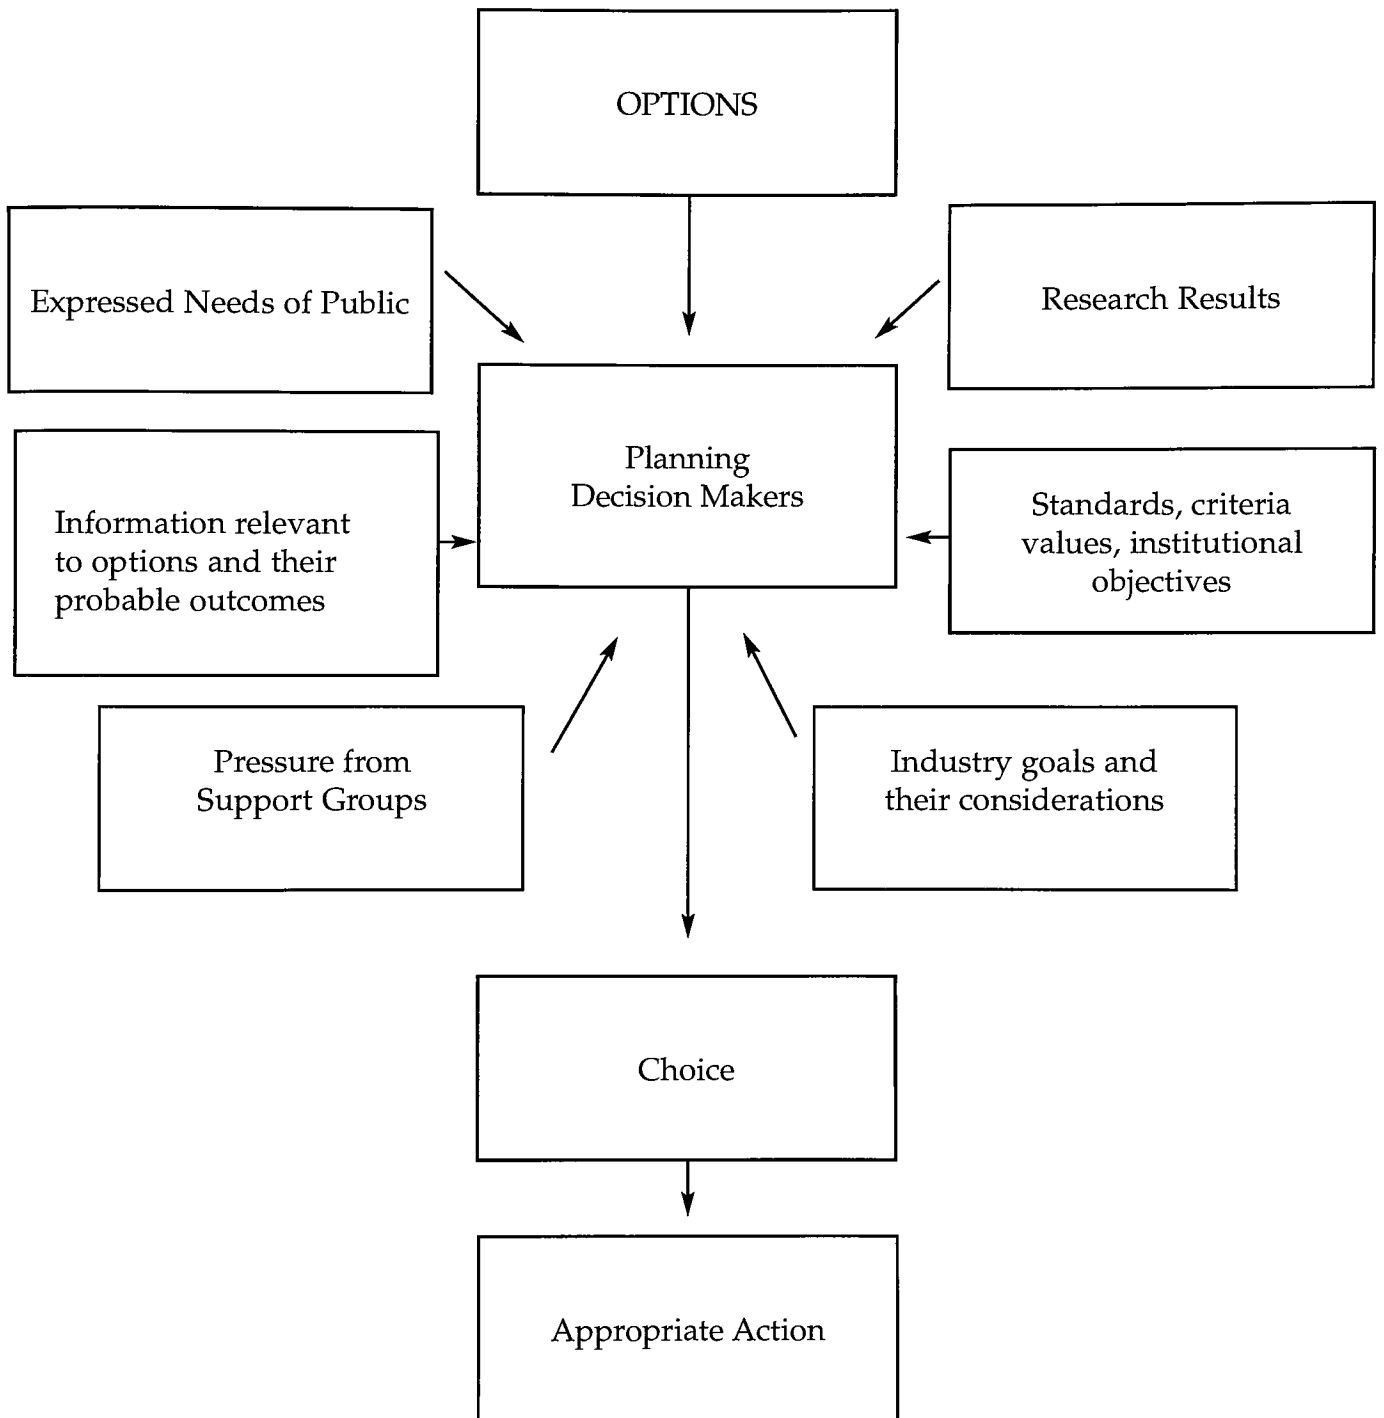 OPTIONS
Expressed Needs of Public
Research Results
Planning
Decision Makers
Information relevant
to options and their
probable outcomes
Standards, criteria
values, institutional
objectives
Pressure from
Support Groups
Industry goals and
their considerations
Choice
Appropriate Action